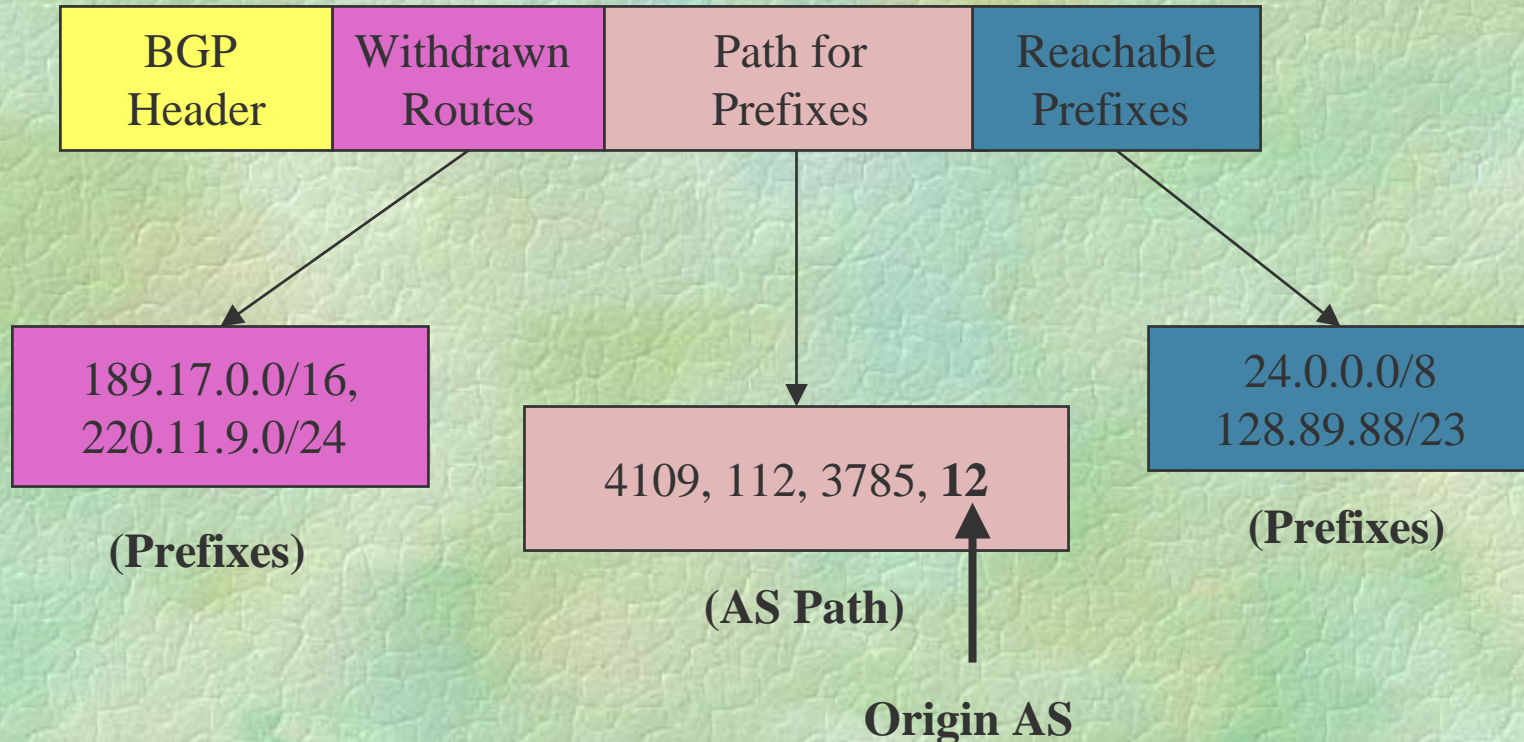 BGP
Header
Withdrawn
Routes
Path for
Prefixes
Reachable
Prefixes
189.17.0.0/16,
220.11.9.0/24
(Prefixes)
4109, 112, 3785, 12
(AS Path)
Origin AS
24.0.0.0/8
128.89.88/23
(Prefixes)